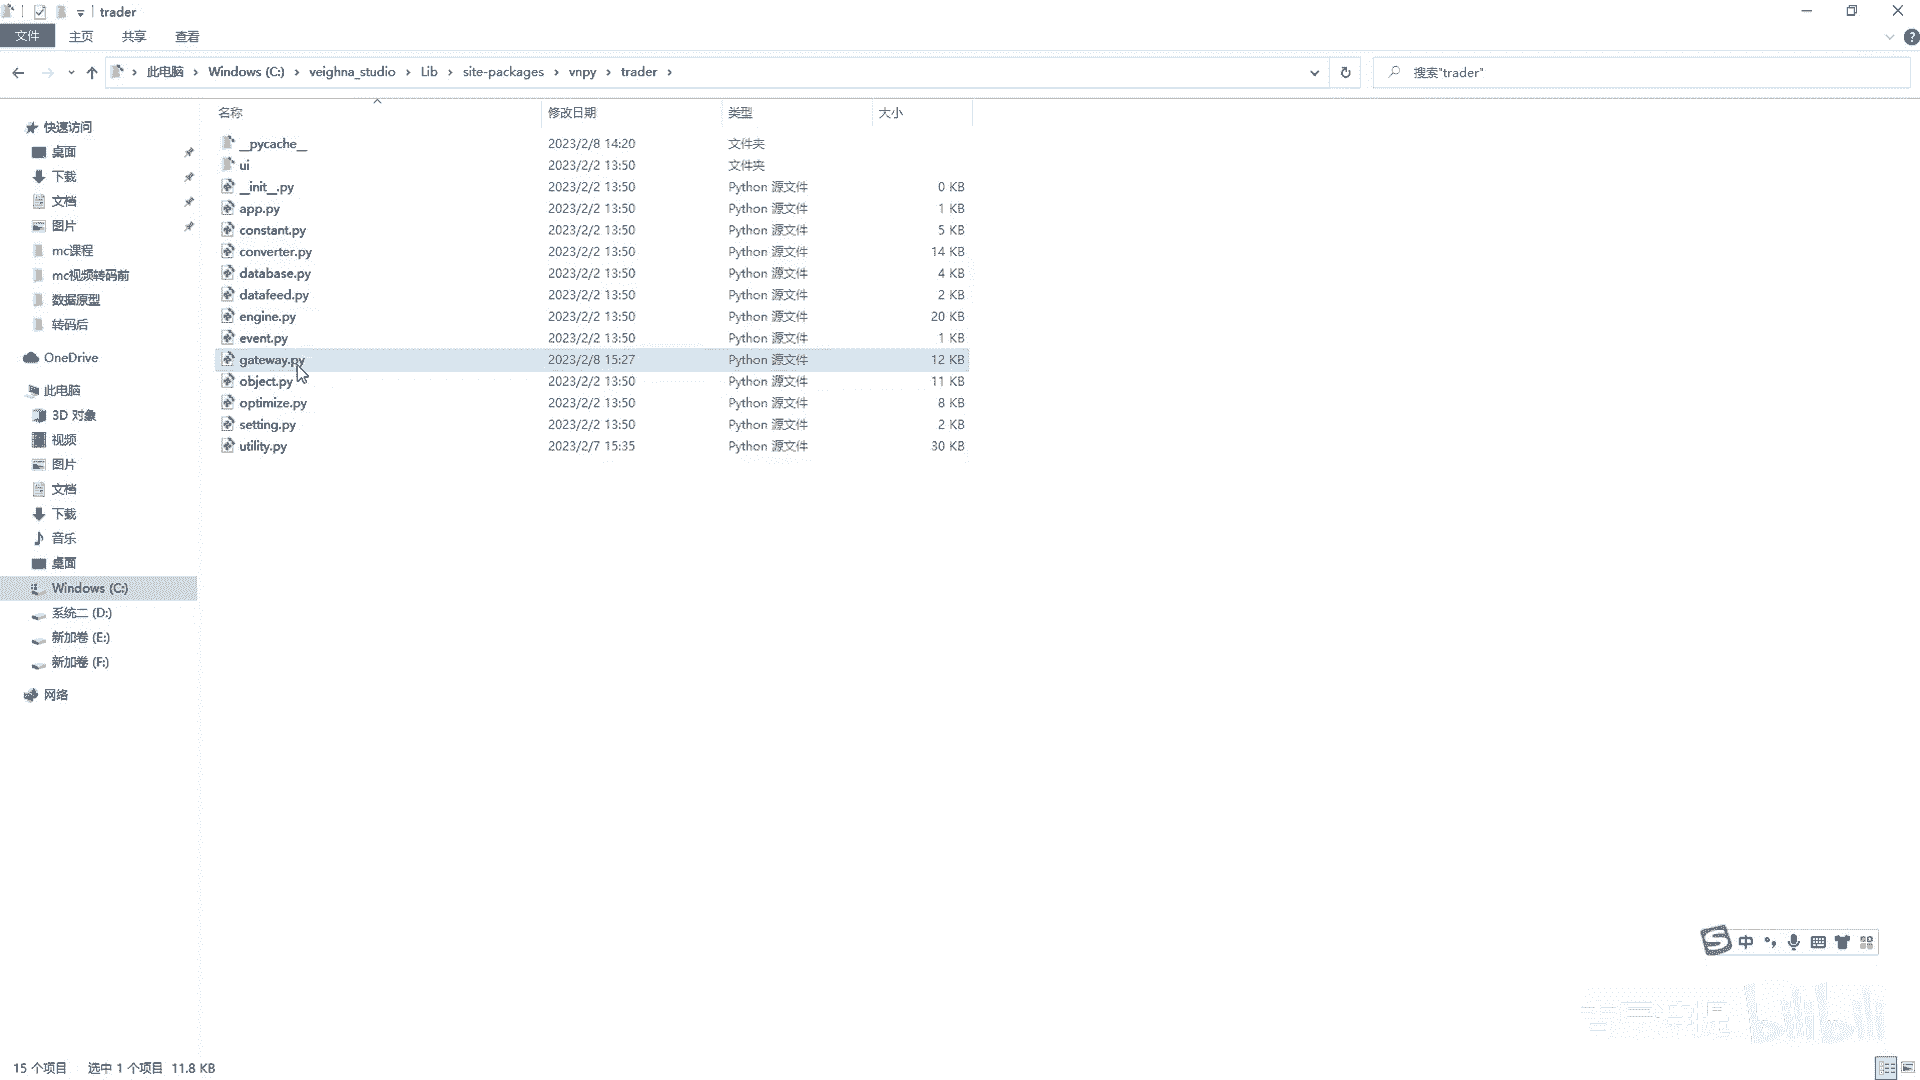 trader
文件 主页 共享 查看
此电脑 Windows (C:) veighna_studio Lib site-packages vnpy trader 搜索"trader"
名称 修改日期 类型 大小
快速访问
桌面
下载
文档
图片
mc课程
mc视频转码前
数据原型
转码后
OneDrive
此电脑
3D 对象
视频
图片
文档
下载
音乐
桌面
Windows (C:)
系统二 (D:)
新加卷 (E:)
新加卷 (F:)
网络
__pycache__ 2023/2/8 14:20 文件夹
ui 2023/2/2 13:50 文件夹
__init__.py 2023/2/2 13:50 Python 源文件 0 KB
app.py 2023/2/2 13:50 Python 源文件 1 KB
constant.py 2023/2/2 13:50 Python 源文件 5 KB
converter.py 2023/2/2 13:50 Python 源文件 14 KB
database.py 2023/2/2 13:50 Python 源文件 4 KB
datafeed.py 2023/2/2 13:50 Python 源文件 2 KB
engine.py 2023/2/2 13:50 Python 源文件 20 KB
event.py 2023/2/2 13:50 Python 源文件 1 KB
gateway.py 2023/2/8 15:27 Python 源文件 12 KB
object.py 2023/2/2 13:50 Python 源文件 11 KB
optimize.py 2023/2/2 13:50 Python 源文件 8 KB
setting.py 2023/2/2 13:50 Python 源文件 2 KB
utility.py 2023/2/7 15:35 Python 源文件 30 KB
中
bilibili
15 个项目 选中 1 个项目 11.8 KB